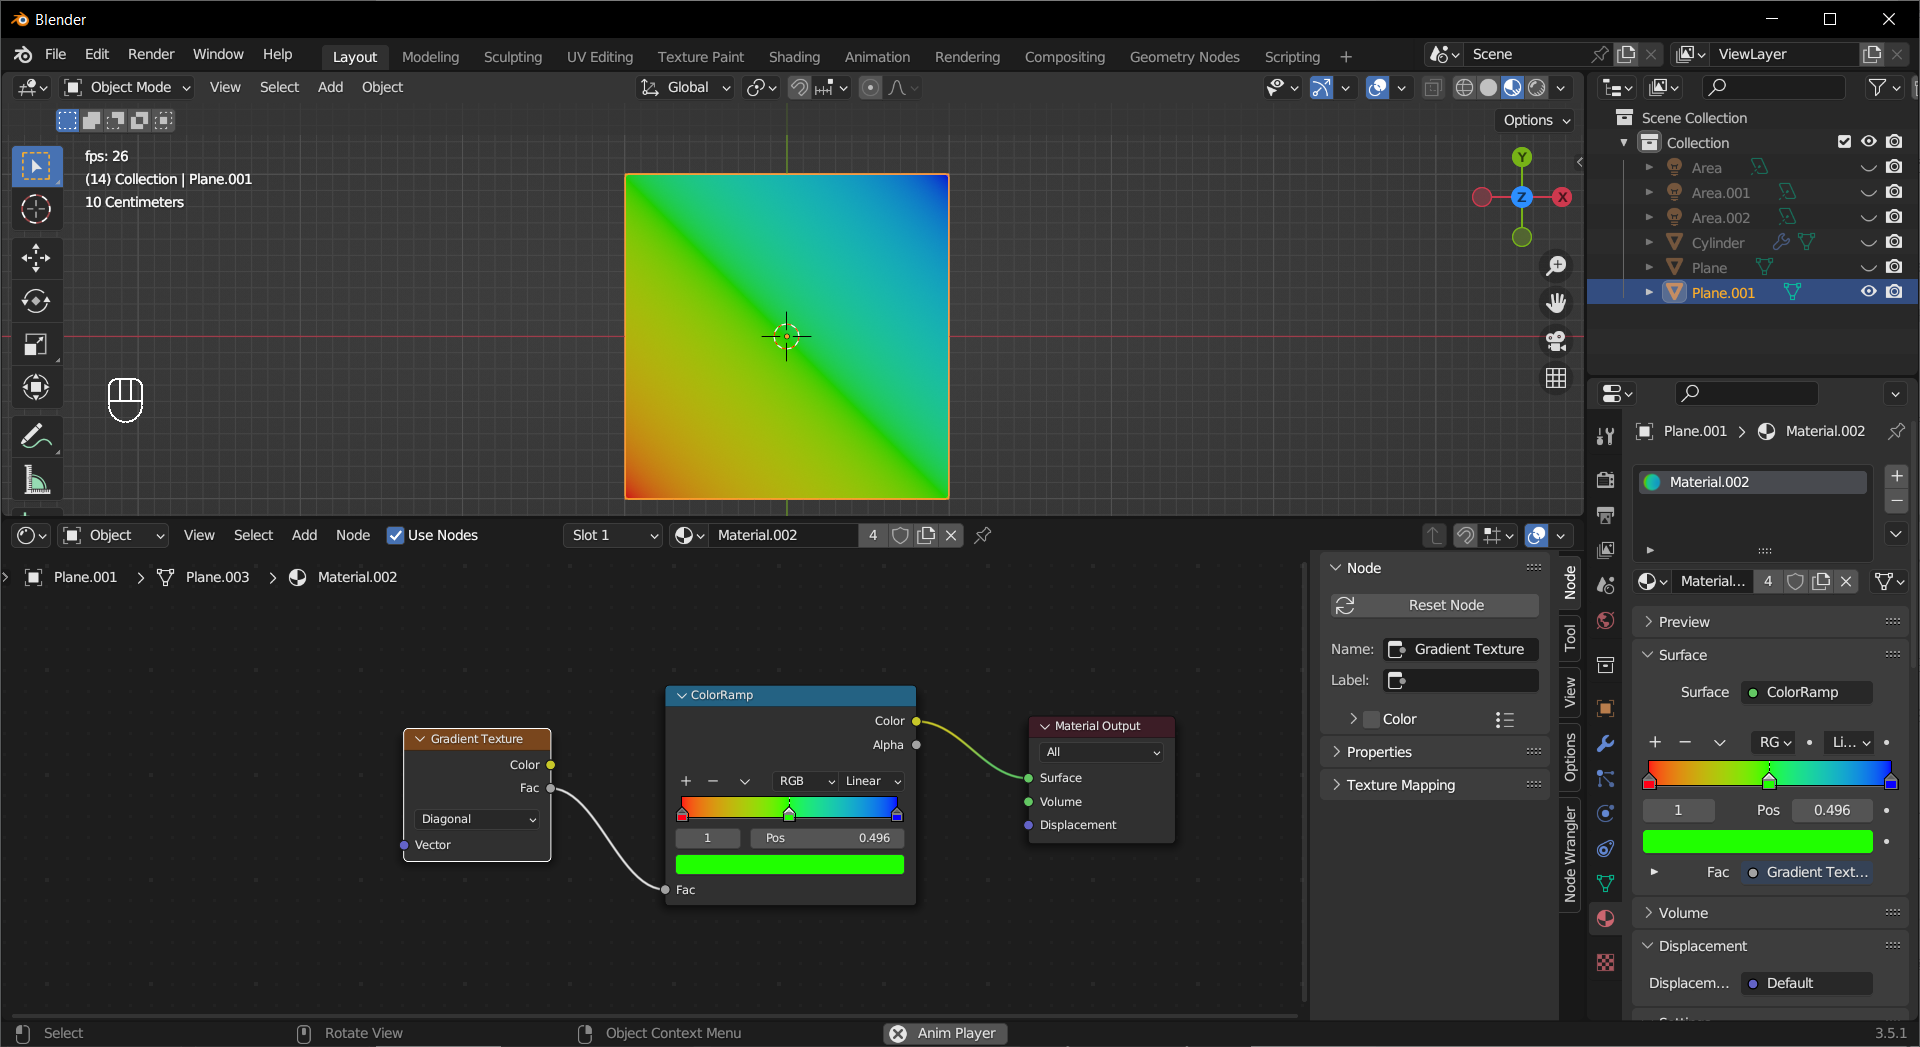 Blender
File Edit Render Window Help
Layout Modeling Sculpting UV Editing Texture Paint Shading Animation Rendering Compositing Geometry Nodes Scripting +
Scene
ViewLayer
Object Mode View Select Add Object
Global
Options
fps: 26
(14) Collection | Plane.001
10 Centimeters
Y
Z
X
Scene Collection
Collection
Area
Area.001
Area.002
Cylinder
Plane
Plane.001
Plane.001 > Material.002
Material.002
Material... 4
Preview
Surface
Surface ColorRamp
RG Li...
1 Pos 0.496
Fac Gradient Text...
Volume
Displacement
Displacem... Default
Object View Select Add Node Use Nodes Slot 1 Material.002 4
Plane.001 > Plane.003 > Material.002
Gradient Texture
Color
Fac
Diagonal
Vector
ColorRamp
Color
Alpha
RGB Linear
1 Pos 0.496
Fac
Material Output
All
Surface
Volume
Displacement
Node
Reset Node
Name: Gradient Texture
Label:
Color
Properties
Texture Mapping
Node
Tool
View
Options
Node Wrangler
Select
Rotate View
Object Context Menu
Anim Player
3.5.1